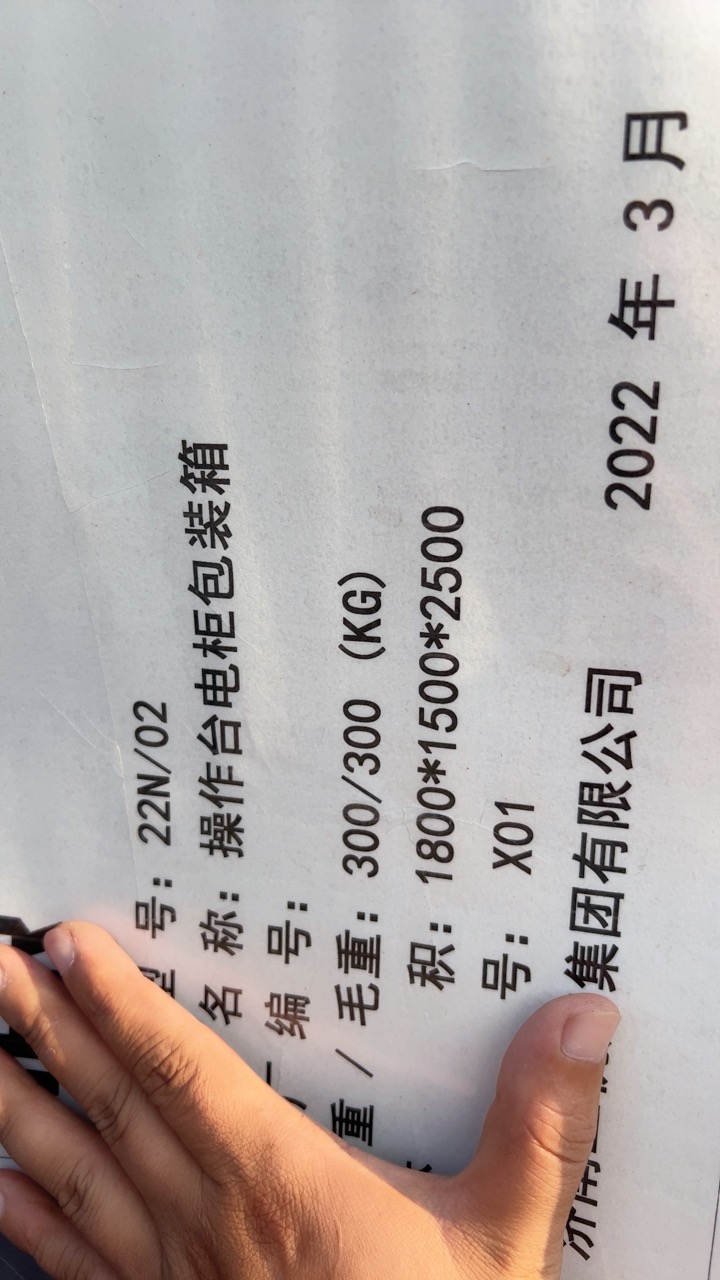 号：22N/02
名 称：操作台电柜包装箱
编 号：
重 / 毛重：300/300 (KG)
积：1800*1500*2500
号： X01
集团有限公司 2022 年 3 月